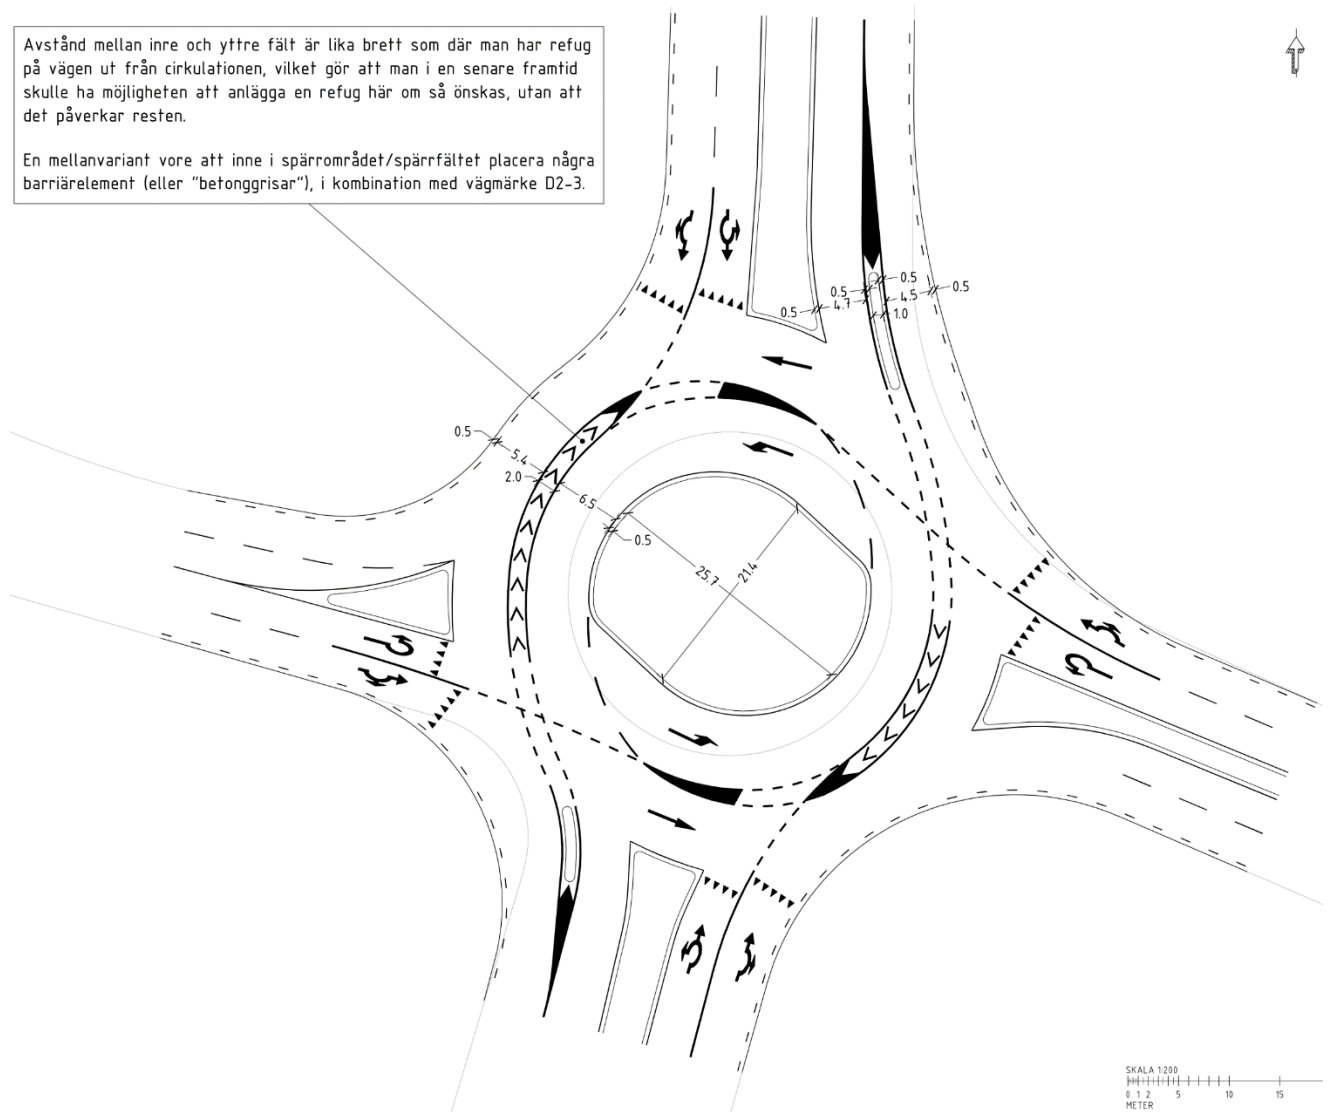 Avstånd mellan inre och yttre fält är lika brett som där man har refug
på vägen ut från cirkulationen, vilket gör att man i en senare framtid
skulle ha möjligheten att anlägga en refug här om så önskas, utan att
det påverkar resten.
En mellanvariant vore att inne i spärrområdet/spärrfältet placera några
barriärelement (eller "betonggrisar"), i kombination med vägmärke D2-3.
0.5
0.5
4.5
0.5
0.5
4.7
1.0
0.5
5.4
2.0
6.5
0.5
25.7
21.4
SKALA 1:200
0 1 2 5 10 15
METER